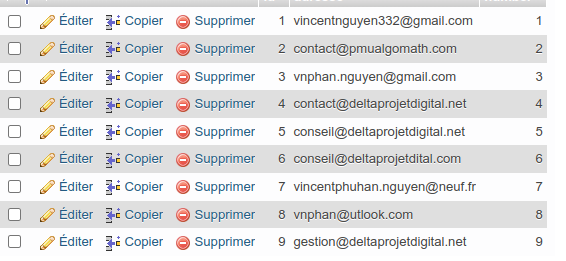 Éditer Copier Supprimer 1 vincentnguyen332@gmail.com 1
Éditer Copier Supprimer 2 contact@pmualgomath.com 2
Éditer Copier Supprimer 3 vnphan.nguyen@gmail.com 3
Éditer Copier Supprimer 4 contact@deltaprojetdigital.net 4
Éditer Copier Supprimer 5 conseil@deltaprojetdigital.net 5
Éditer Copier Supprimer 6 conseil@deltaprojetdital.com 6
Éditer Copier Supprimer 7 vincentphuhan.nguyen@neuf.fr 7
Éditer Copier Supprimer 8 vnphan@utlook.com 8
Éditer Copier Supprimer 9 gestion@deltaprojetdigital.net 9